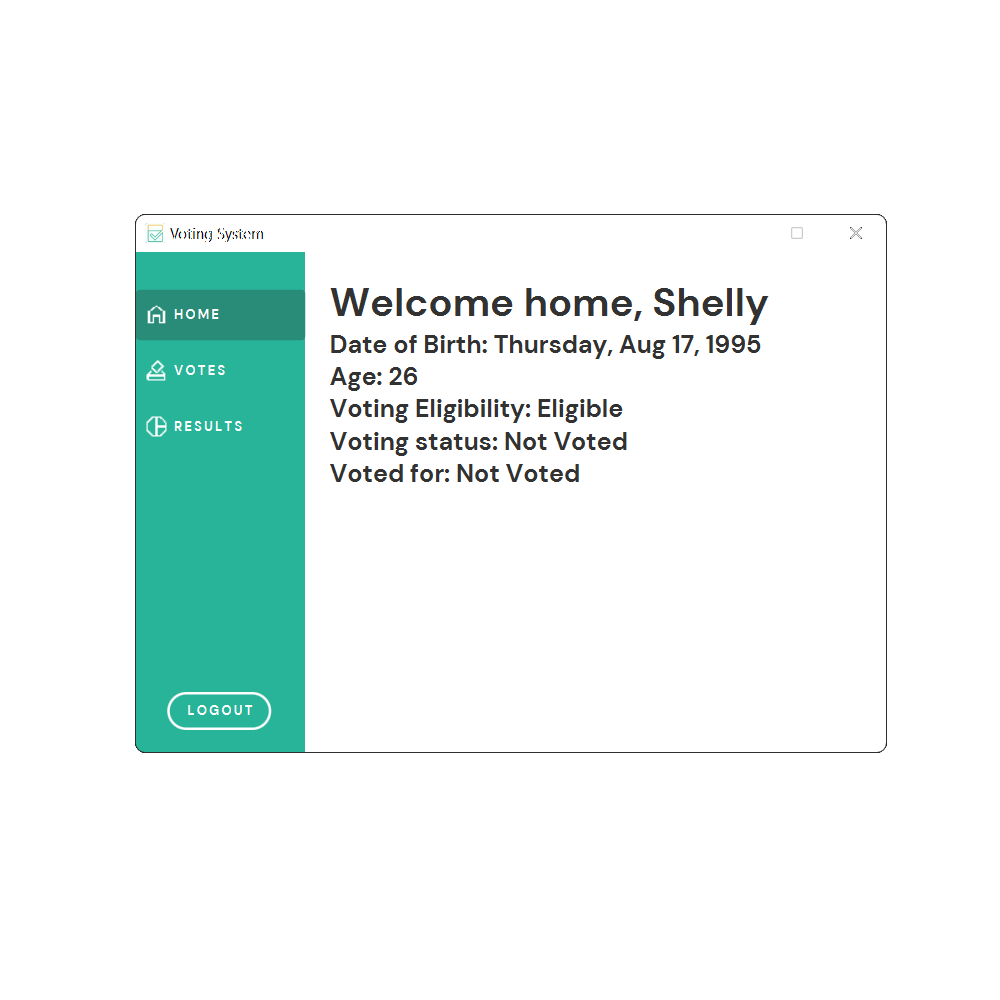 Voting System
HOME
VOTES
RESULTS
LOGOUT
Welcome home, Shelly
Date of Birth: Thursday, Aug 17, 1995
Age: 26
Voting Eligibility: Eligible
Voting status: Not Voted
Voted for: Not Voted